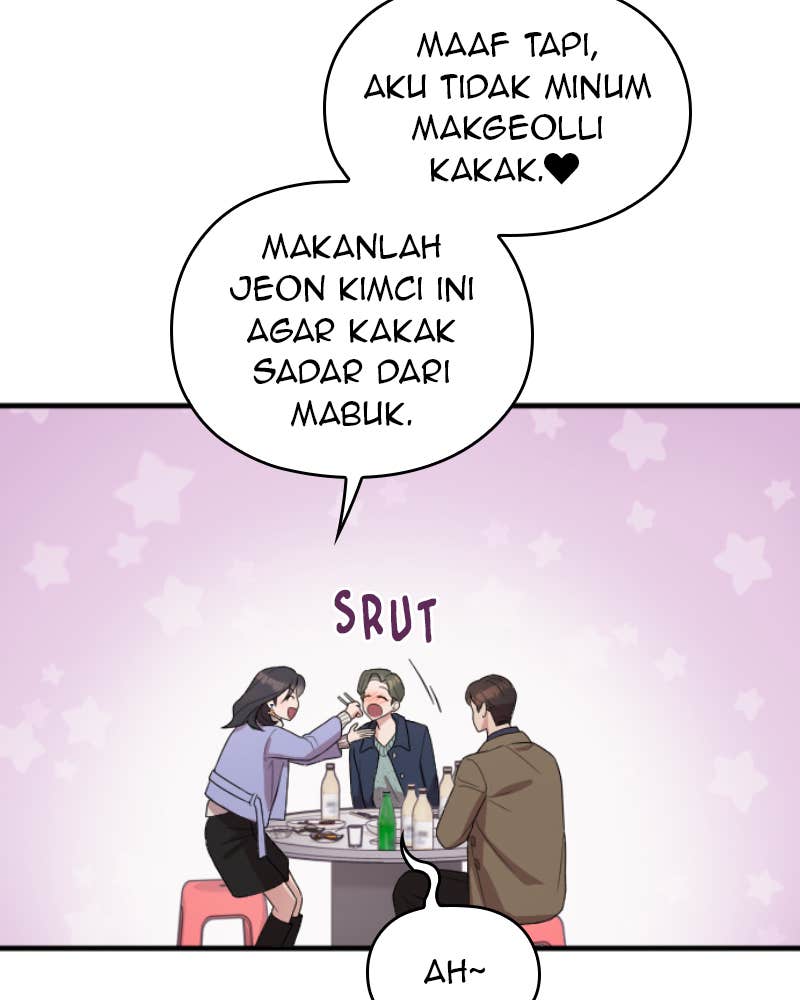 MAAF TAPI,
AKU TIDAK MINUM
MAKGEOLLI
KAKAK.♥
MAKANLAH
JEON KIMCI INI
AGAR KAKAK
SADAR DARI
MABUK.
SRUT
AH~